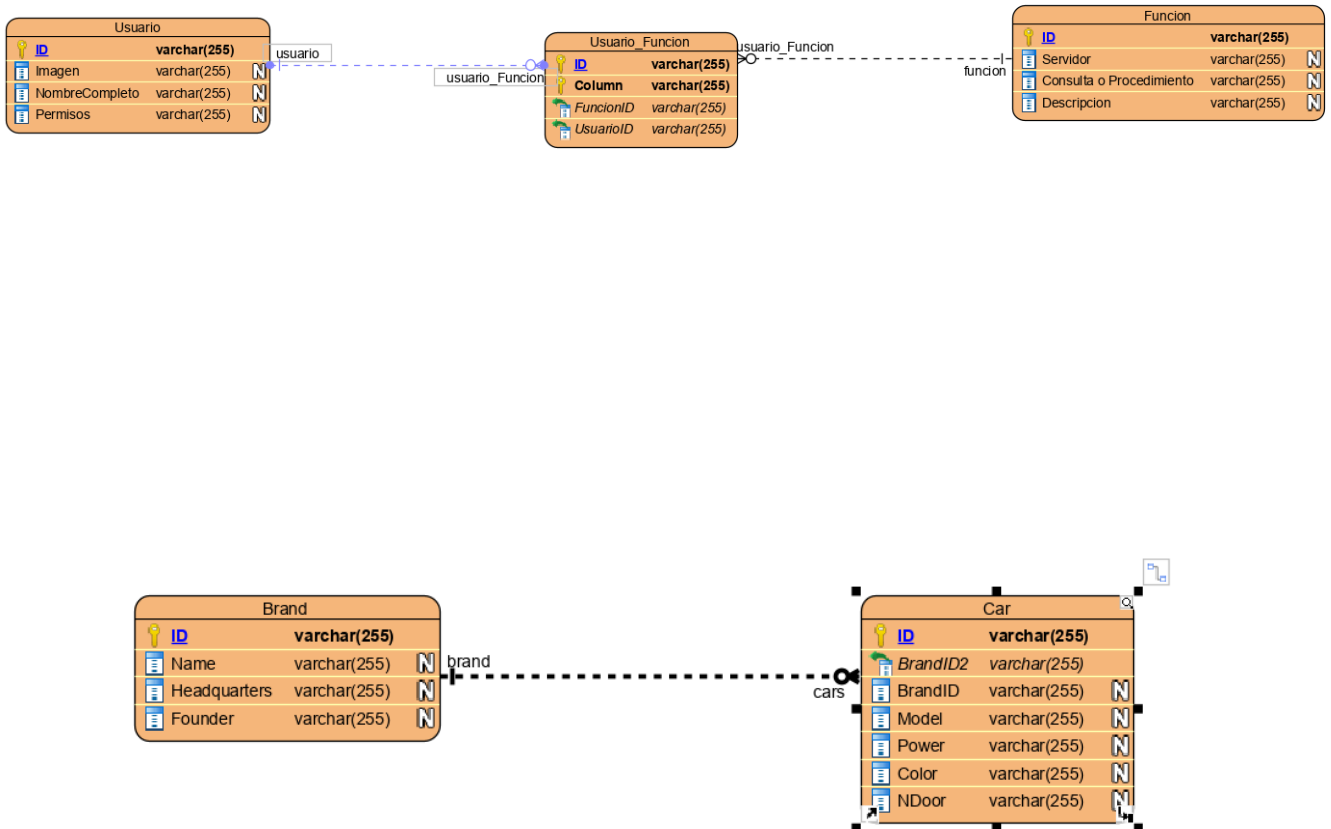 Usuario
ID varchar(255)
Imagen varchar(255) N
NombreCompleto varchar(255) N
Permisos varchar(255) N
usuario
usuario_Funcion
Usuario_Funcion
ID varchar(255)
Column varchar(255)
FuncionID varchar(255)
UsuarioID varchar(255)
usuario_Funcion
funcion
Funcion
ID varchar(255)
Servidor varchar(255) N
Consulta o Procedimiento varchar(255) N
Descripcion varchar(255) N
Brand
ID varchar(255)
Name varchar(255) N
Headquarters varchar(255) N
Founder varchar(255) N
brand
cars
Car
ID varchar(255)
BrandID2 varchar(255)
BrandID varchar(255) N
Model varchar(255) N
Power varchar(255) N
Color varchar(255) N
NDoor varchar(255) N